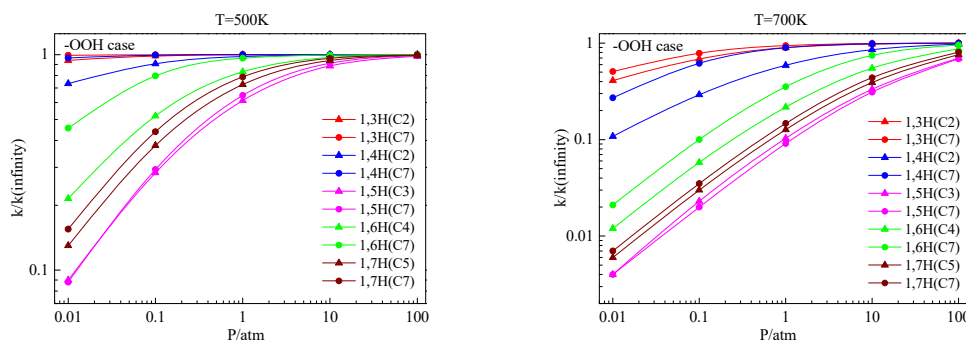 T=500K
-OOH case
k/k(infinity)
1
0.1
1,3H(C2)
1,3H(C7)
1,4H(C2)
1,4H(C7)
1,5H(C3)
1,5H(C7)
1,6H(C4)
1,6H(C7)
1,7H(C5)
1,7H(C7)
0.01 0.1 1 10 100
P/atm
T=700K
-OOH case
k/k(infinity)
1
0.1
0.01
1,3H(C2)
1,3H(C7)
1,4H(C2)
1,4H(C7)
1,5H(C3)
1,5H(C7)
1,6H(C4)
1,6H(C7)
1,7H(C5)
1,7H(C7)
0.01 0.1 1 10 100
P/atm